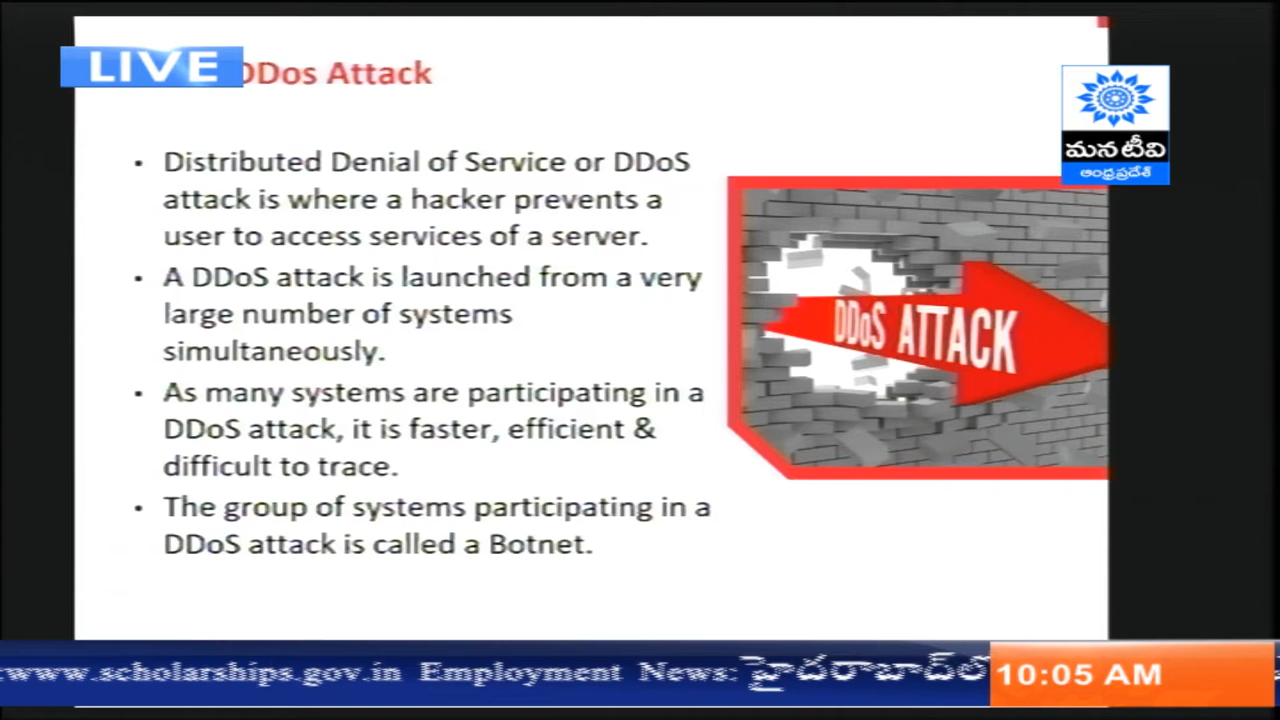 LIVE
DDos Attack
మన టీవి
ఆంధ్రప్రదేశ్
• Distributed Denial of Service or DDoS
attack is where a hacker prevents a
user to access services of a server.
• A DDoS attack is launched from a very
large number of systems
simultaneously.
• As many systems are participating in a
DDoS attack, it is faster, efficient &
difficult to trace.
• The group of systems participating in a
DDoS attack is called a Botnet.
DDoS ATTACK
www.scholarships.gov.in Employment News: హైదరాబాద్‌లో
10:05 AM